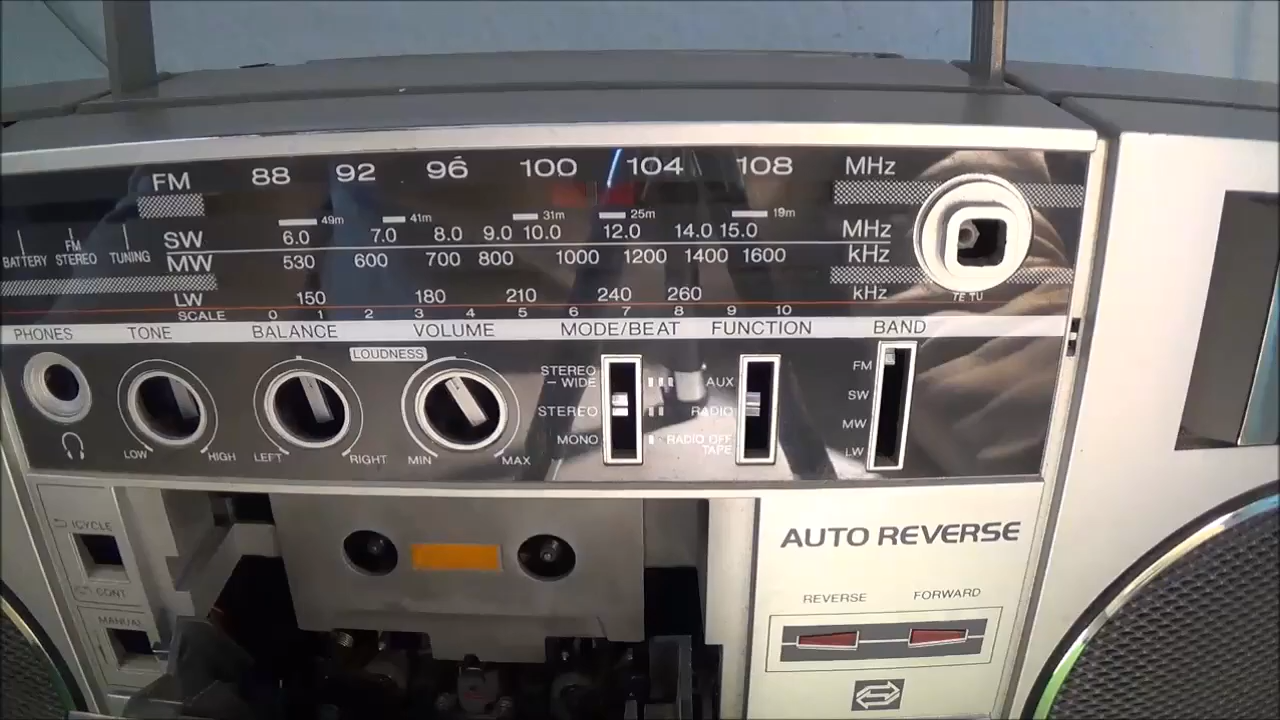 FM 88 92 96 100 104 108 MHz
49m 41m 31m 25m 19m
SW 6.0 7.0 8.0 9.0 10.0 12.0 14.0 15.0 MHz
BATTERY FM STEREO TUNING
MW 530 600 700 800 1000 1200 1400 1600 kHz
LW 150 180 210 240 260 kHz
SCALE 0 1 2 3 4 5 6 7 8 9 10
PHONES TONE BALANCE VOLUME MODE/BEAT FUNCTION BAND
LOUDNESS
STEREO - WIDE AUX FM
SW
STEREO RADIO
MW
MONO RADIO OFF TAPE
LW
LOW HIGH LEFT RIGHT MIN MAX
1CYCLE
AUTO REVERSE
CONT
REVERSE FORWARD
MANUAL